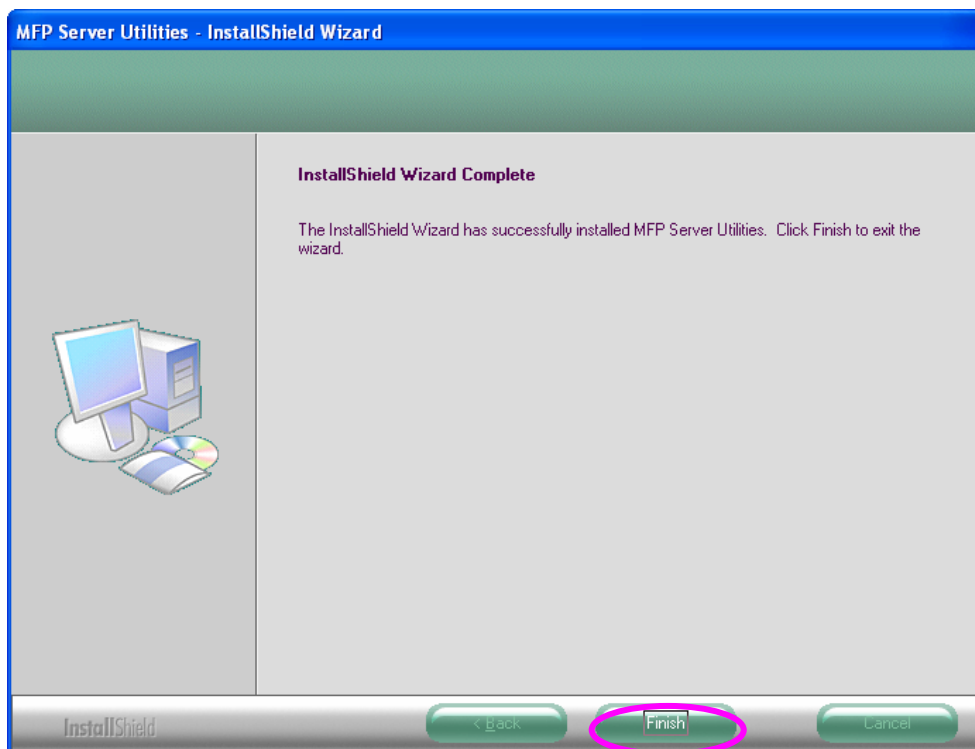 MFP Server Utilities - InstallShield Wizard
InstallShield Wizard Complete
The InstallShield Wizard has successfully installed MFP Server Utilities.  Click Finish to exit the
wizard.
InstallShield
< Back
Finish
Cancel